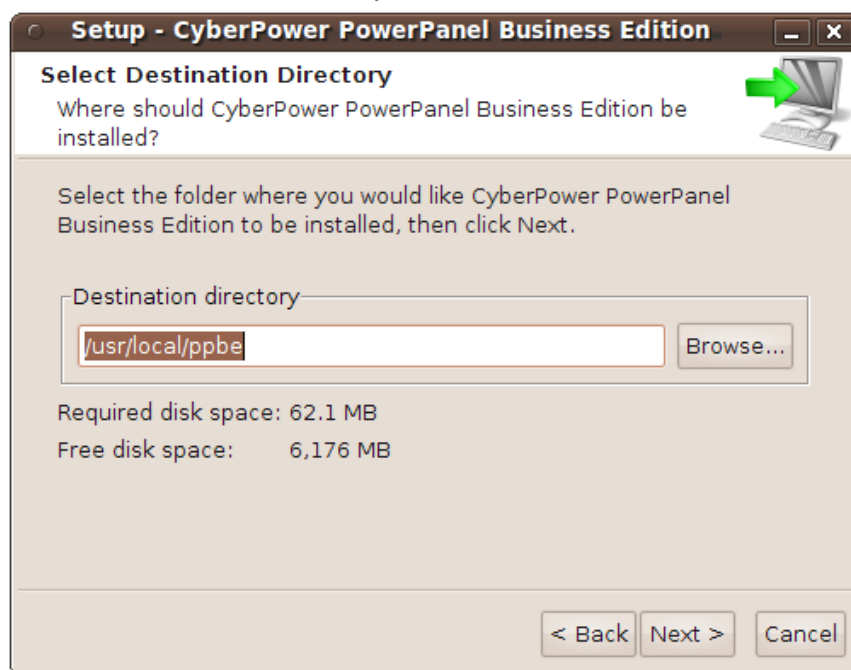 Setup - CyberPower PowerPanel Business Edition
Select Destination Directory
Where should CyberPower PowerPanel Business Edition be
installed?
Select the folder where you would like CyberPower PowerPanel
Business Edition to be installed, then click Next.
Destination directory
/usr/local/ppbe
Browse...
Required disk space: 62.1 MB
Free disk space: 6,176 MB
< Back Next > Cancel